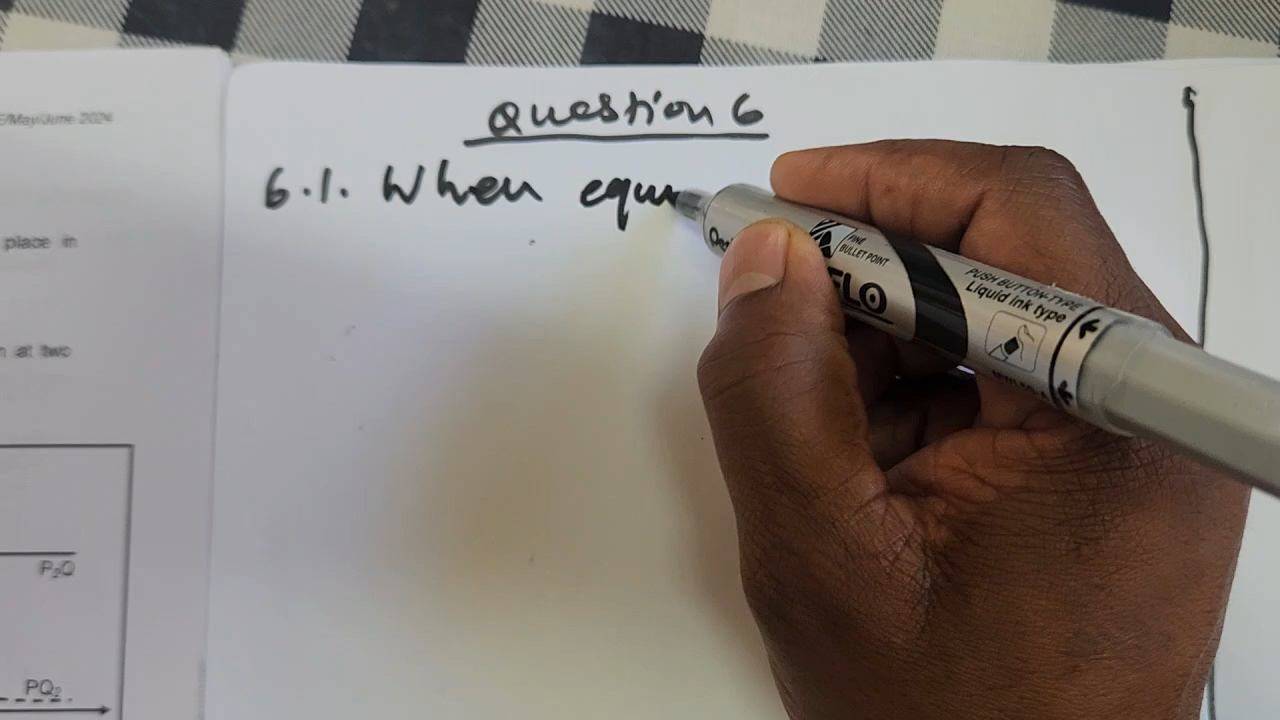 Question 6
6.1. When equ
E/May/June 2024
place in
at two
P₂Q
PQ₂
FINE
BULLET POINT
FLO
PUSH BUTTON-TYPE
Liquid ink type